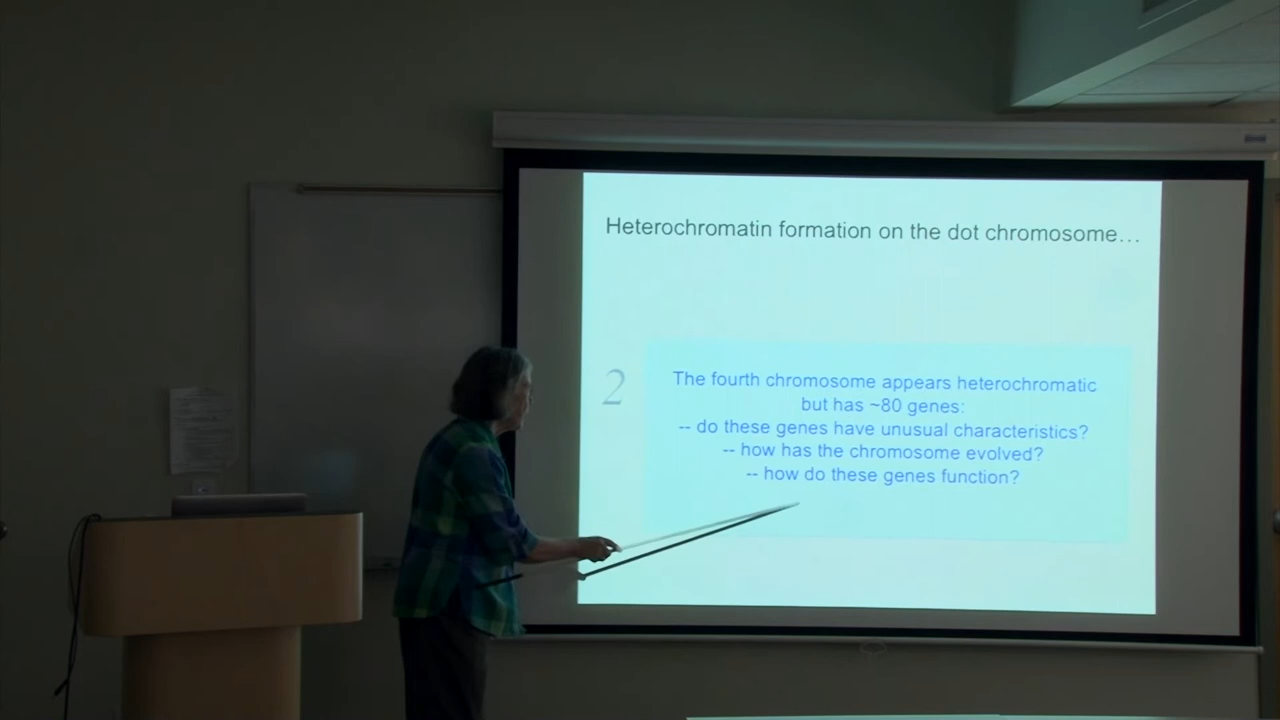 Heterochromatin formation on the dot chromosome...
2
The fourth chromosome appears heterochromatic
but has ~80 genes:
-- do these genes have unusual characteristics?
-- how has the chromosome evolved?
-- how do these genes function?